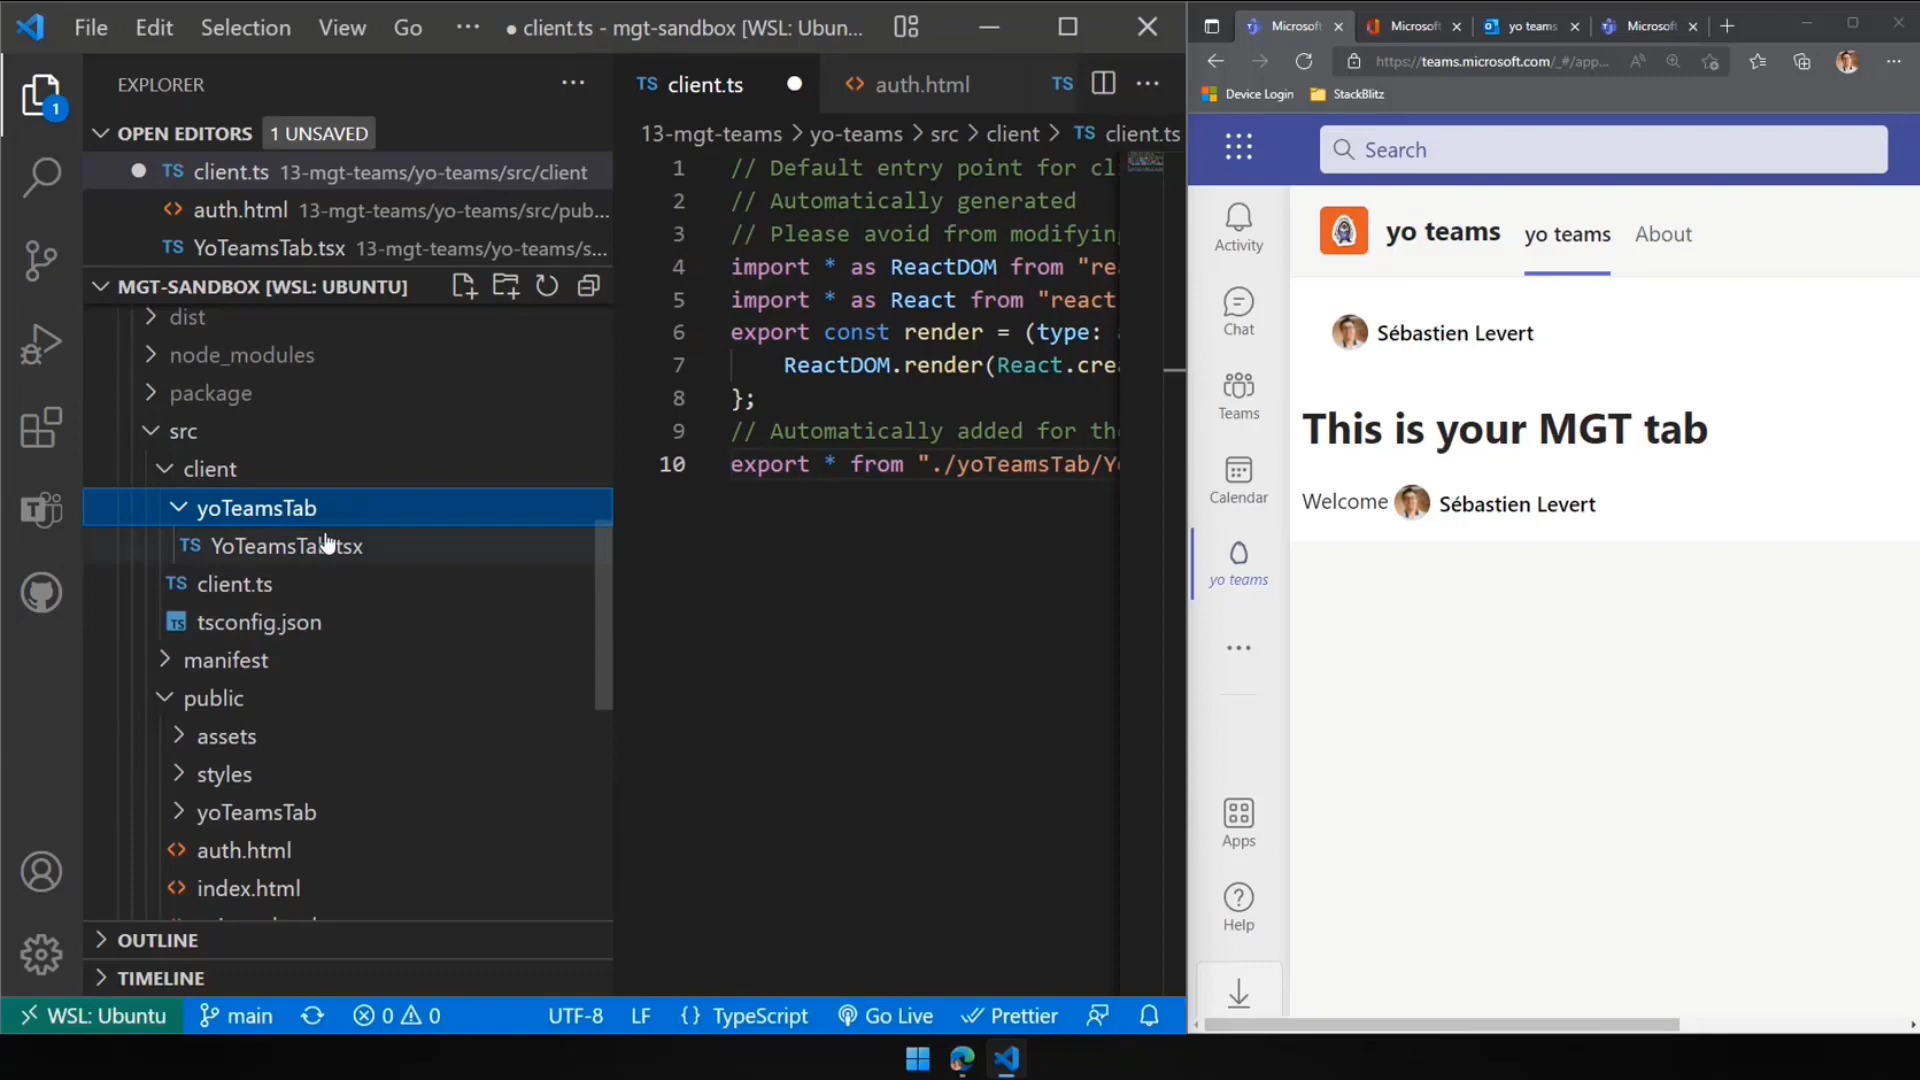 File Edit Selection View Go ··· ● client.ts - mgt-sandbox [WSL: Ubun...
EXPLORER ···
OPEN EDITORS 1 UNSAVED
TS client.ts 13-mgt-teams/yo-teams/src/client
<> auth.html 13-mgt-teams/yo-teams/src/pub...
TS YoTeamsTab.tsx 13-mgt-teams/yo-teams/s...
MGT-SANDBOX [WSL: UBUNTU]
dist
node_modules
package
src
client
yoTeamsTab
TS YoTeamsTab.tsx
TS client.ts
TS tsconfig.json
manifest
public
assets
styles
yoTeamsTab
<> auth.html
<> index.html
OUTLINE
TIMELINE
1
TS client.ts ● <> auth.html TS ···
13-mgt-teams > yo-teams > src > client > TS client.ts
1 // Default entry point for cl
2 // Automatically generated
3 // Please avoid from modifying
4 import * as ReactDOM from "re
5 import * as React from "react
6 export const render = (type:
7 ReactDOM.render(React.crea
8 };
9 // Automatically added for the
10 export * from "./yoTeamsTab/Yo
WSL: Ubuntu main 0 0 UTF-8 LF {} TypeScript Go Live Prettier
Microsoft Microsoft yo teams Microsoft
https://teams.microsoft.com/_#/app...
Device Login StackBlitz
Search
Activity
Chat
Teams
Calendar
yo teams
···
Apps
Help
yo teams yo teams About
Sébastien Levert
This is your MGT tab
Welcome Sébastien Levert